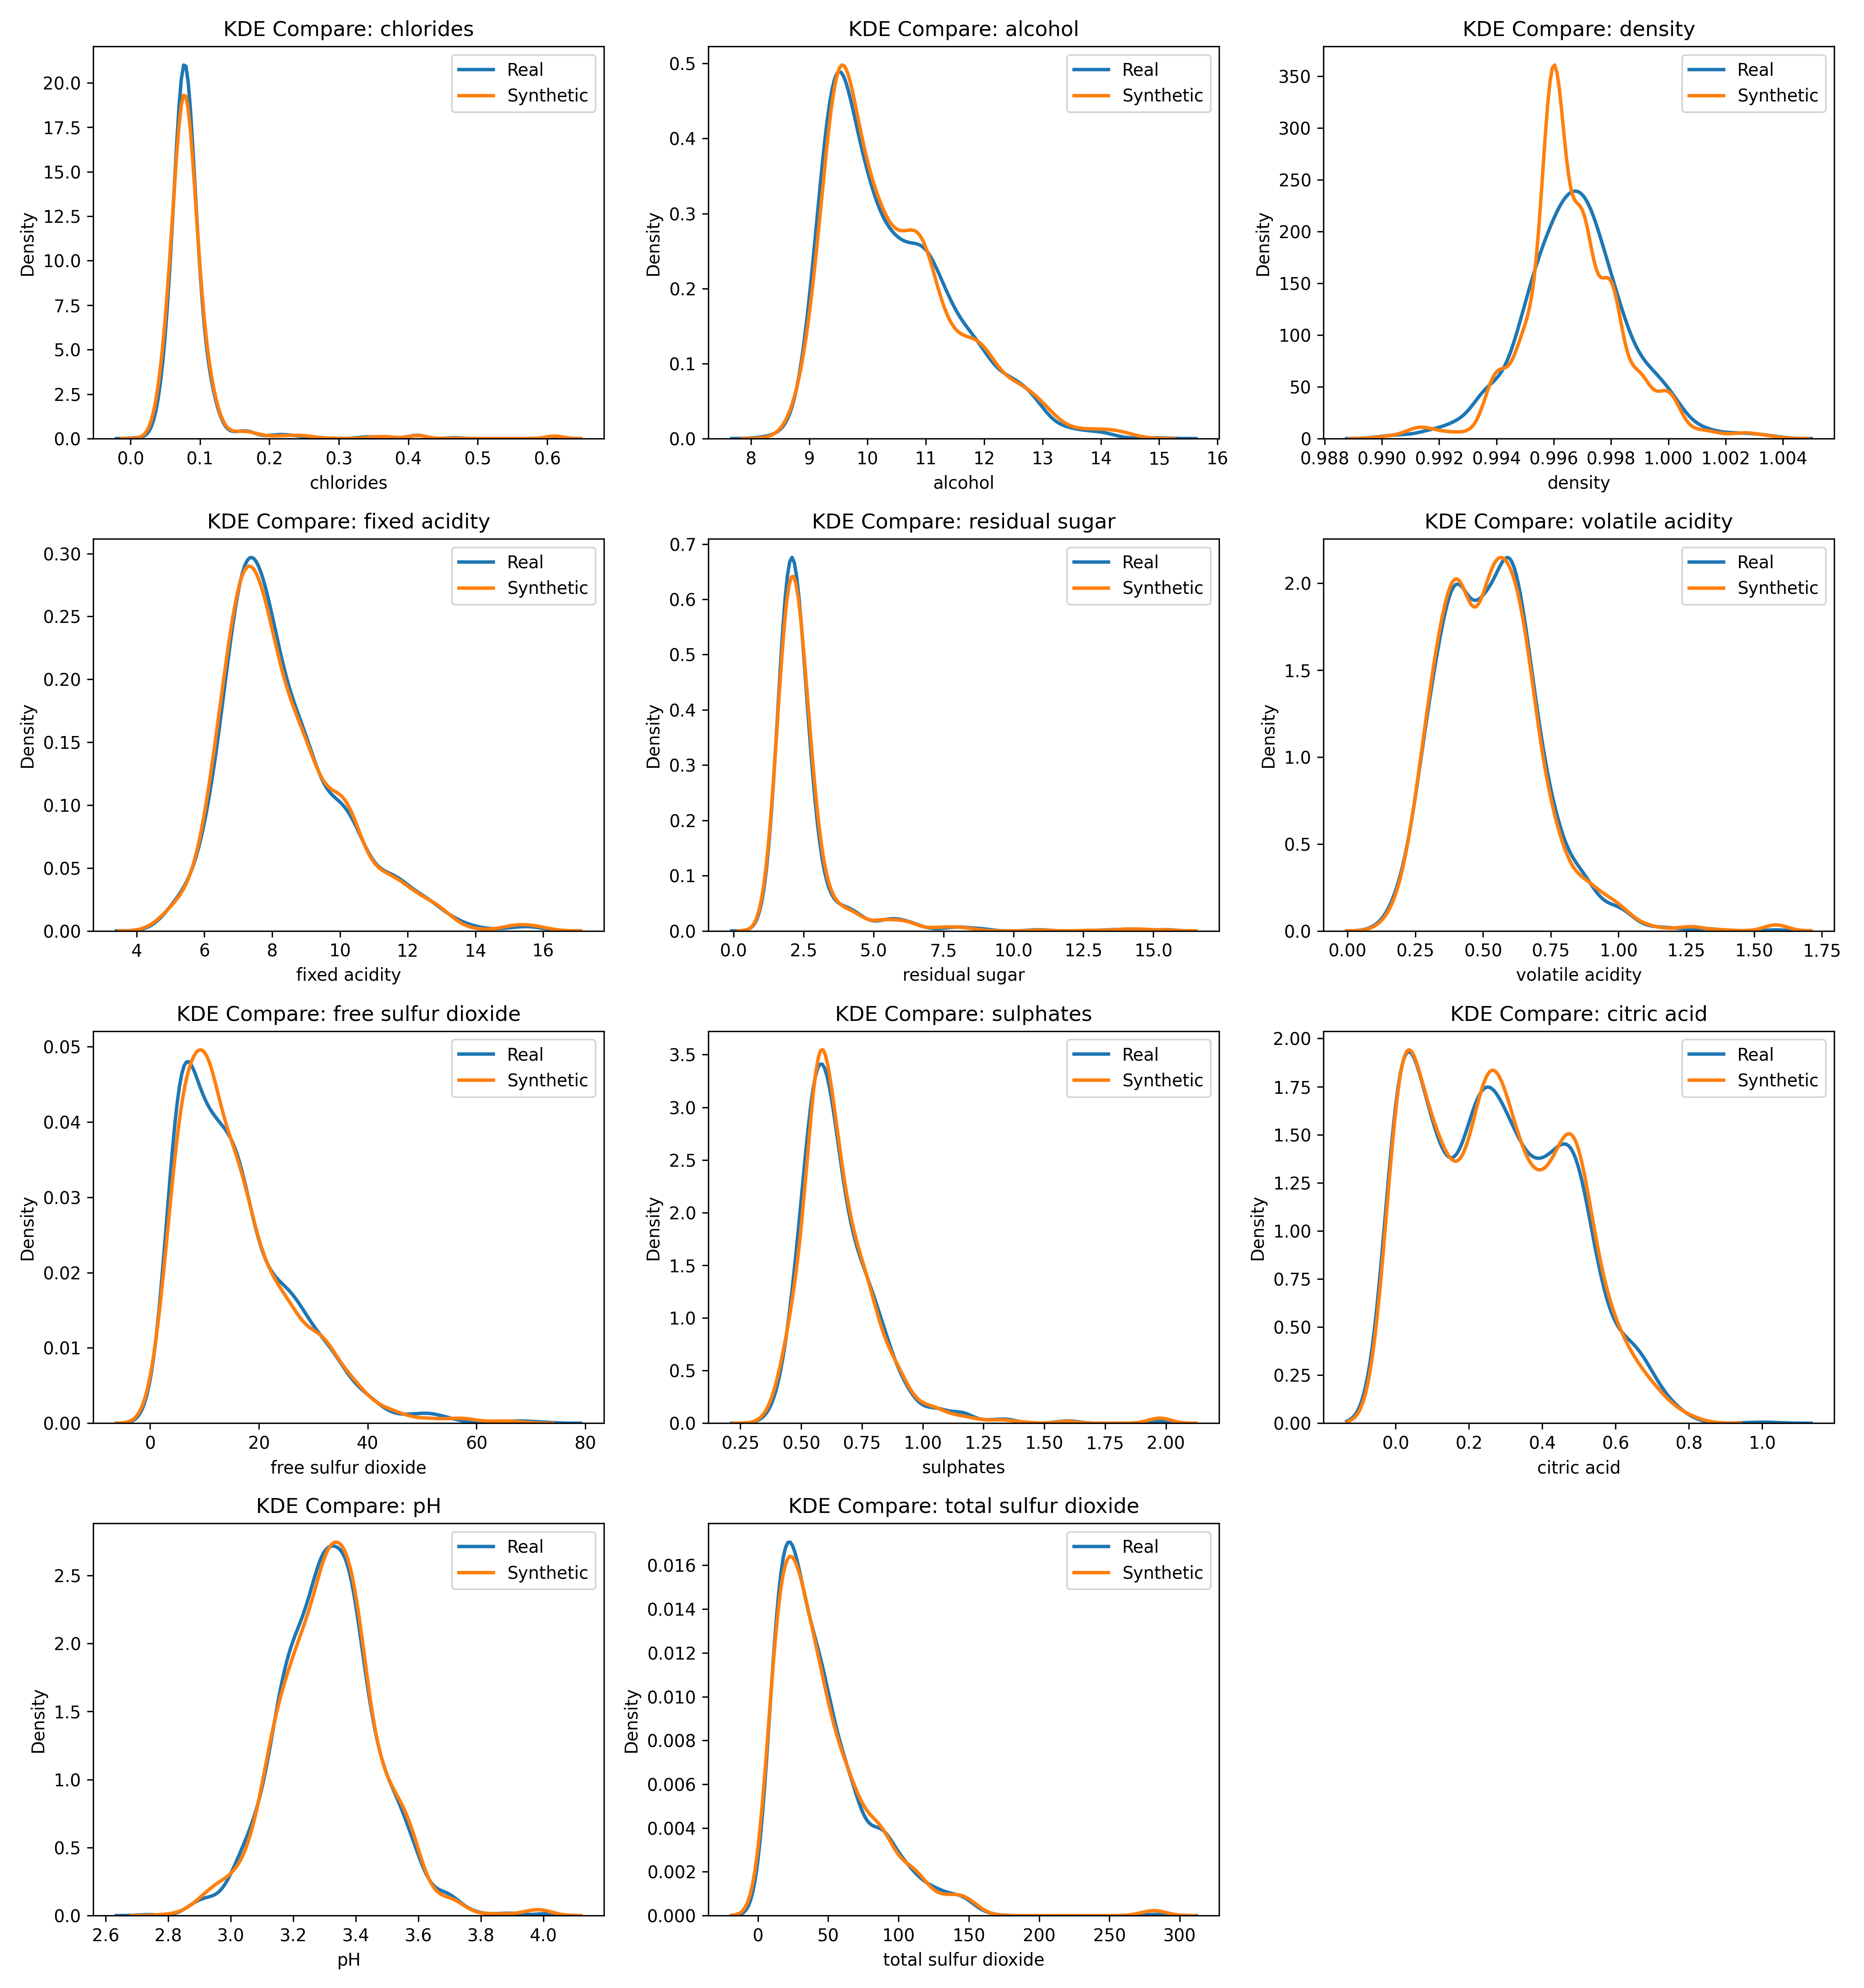 KDE Compare: chlorides
Real
Synthetic
20.0
17.5
15.0
12.5
10.0
7.5
5.0
2.5
0.0
Density
0.0 0.1 0.2 0.3 0.4 0.5 0.6
chlorides
KDE Compare: alcohol
Real
Synthetic
0.5
0.4
0.3
0.2
0.1
0.0
Density
8 9 10 11 12 13 14 15 16
alcohol
KDE Compare: density
Real
Synthetic
350
300
250
200
150
100
50
0
Density
0.988 0.990 0.992 0.994 0.996 0.998 1.000 1.002 1.004
density
KDE Compare: fixed acidity
Real
Synthetic
0.30
0.25
0.20
0.15
0.10
0.05
0.00
Density
4 6 8 10 12 14 16
fixed acidity
KDE Compare: residual sugar
Real
Synthetic
0.7
0.6
0.5
0.4
0.3
0.2
0.1
0.0
Density
0.0 2.5 5.0 7.5 10.0 12.5 15.0
residual sugar
KDE Compare: volatile acidity
Real
Synthetic
2.0
1.5
1.0
0.5
0.0
Density
0.00 0.25 0.50 0.75 1.00 1.25 1.50 1.75
volatile acidity
KDE Compare: free sulfur dioxide
Real
Synthetic
0.05
0.04
0.03
0.02
0.01
0.00
Density
0 20 40 60 80
free sulfur dioxide
KDE Compare: sulphates
Real
Synthetic
3.5
3.0
2.5
2.0
1.5
1.0
0.5
0.0
Density
0.25 0.50 0.75 1.00 1.25 1.50 1.75 2.00
sulphates
KDE Compare: citric acid
Real
Synthetic
2.00
1.75
1.50
1.25
1.00
0.75
0.50
0.25
0.00
Density
0.0 0.2 0.4 0.6 0.8 1.0
citric acid
KDE Compare: pH
Real
Synthetic
2.5
2.0
1.5
1.0
0.5
0.0
Density
2.6 2.8 3.0 3.2 3.4 3.6 3.8 4.0
pH
KDE Compare: total sulfur dioxide
Real
Synthetic
0.016
0.014
0.012
0.010
0.008
0.006
0.004
0.002
0.000
Density
0 50 100 150 200 250 300
total sulfur dioxide